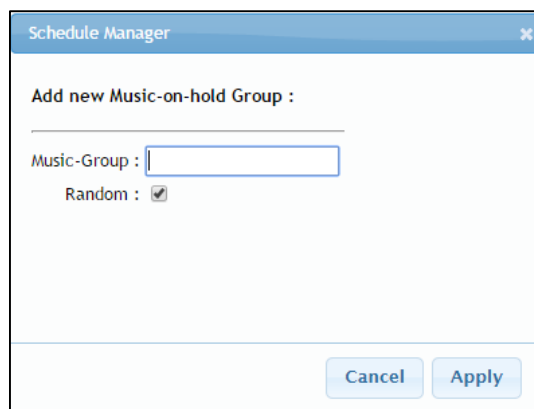 Schedule Manager
Add new Music-on-hold Group :
Music-Group :
Random :
Cancel Apply